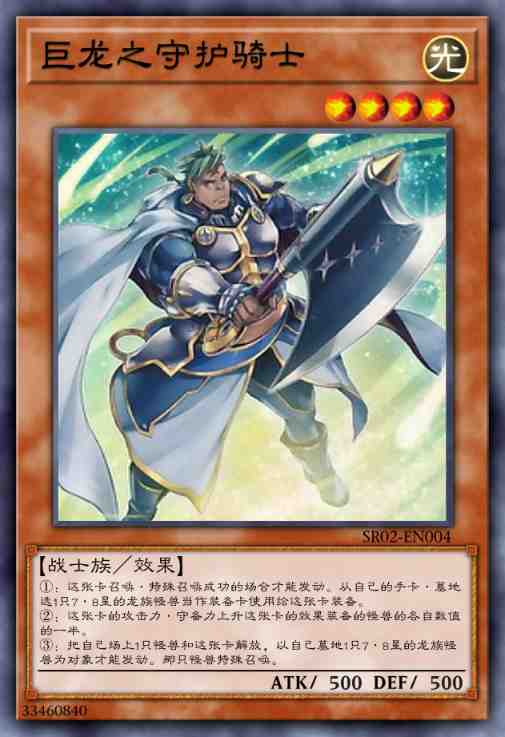 巨龙之守护骑士
光
SR02-EN004
【战士族／效果】
①：这张卡召唤·特殊召唤成功的场合才能发动。从自己的手卡·墓地
选1只7·8星的龙族怪兽当作装备卡使用给这张卡装备。
②：这张卡的攻击力·守备力上升这张卡的效果装备的怪兽的各自数值
的一半。
③：把自己场上1只怪兽和这张卡解放，以自己墓地1只7·8星的龙族怪
兽为对象才能发动。那只怪兽特殊召唤。
ATK/ 500 DEF/ 500
33460840